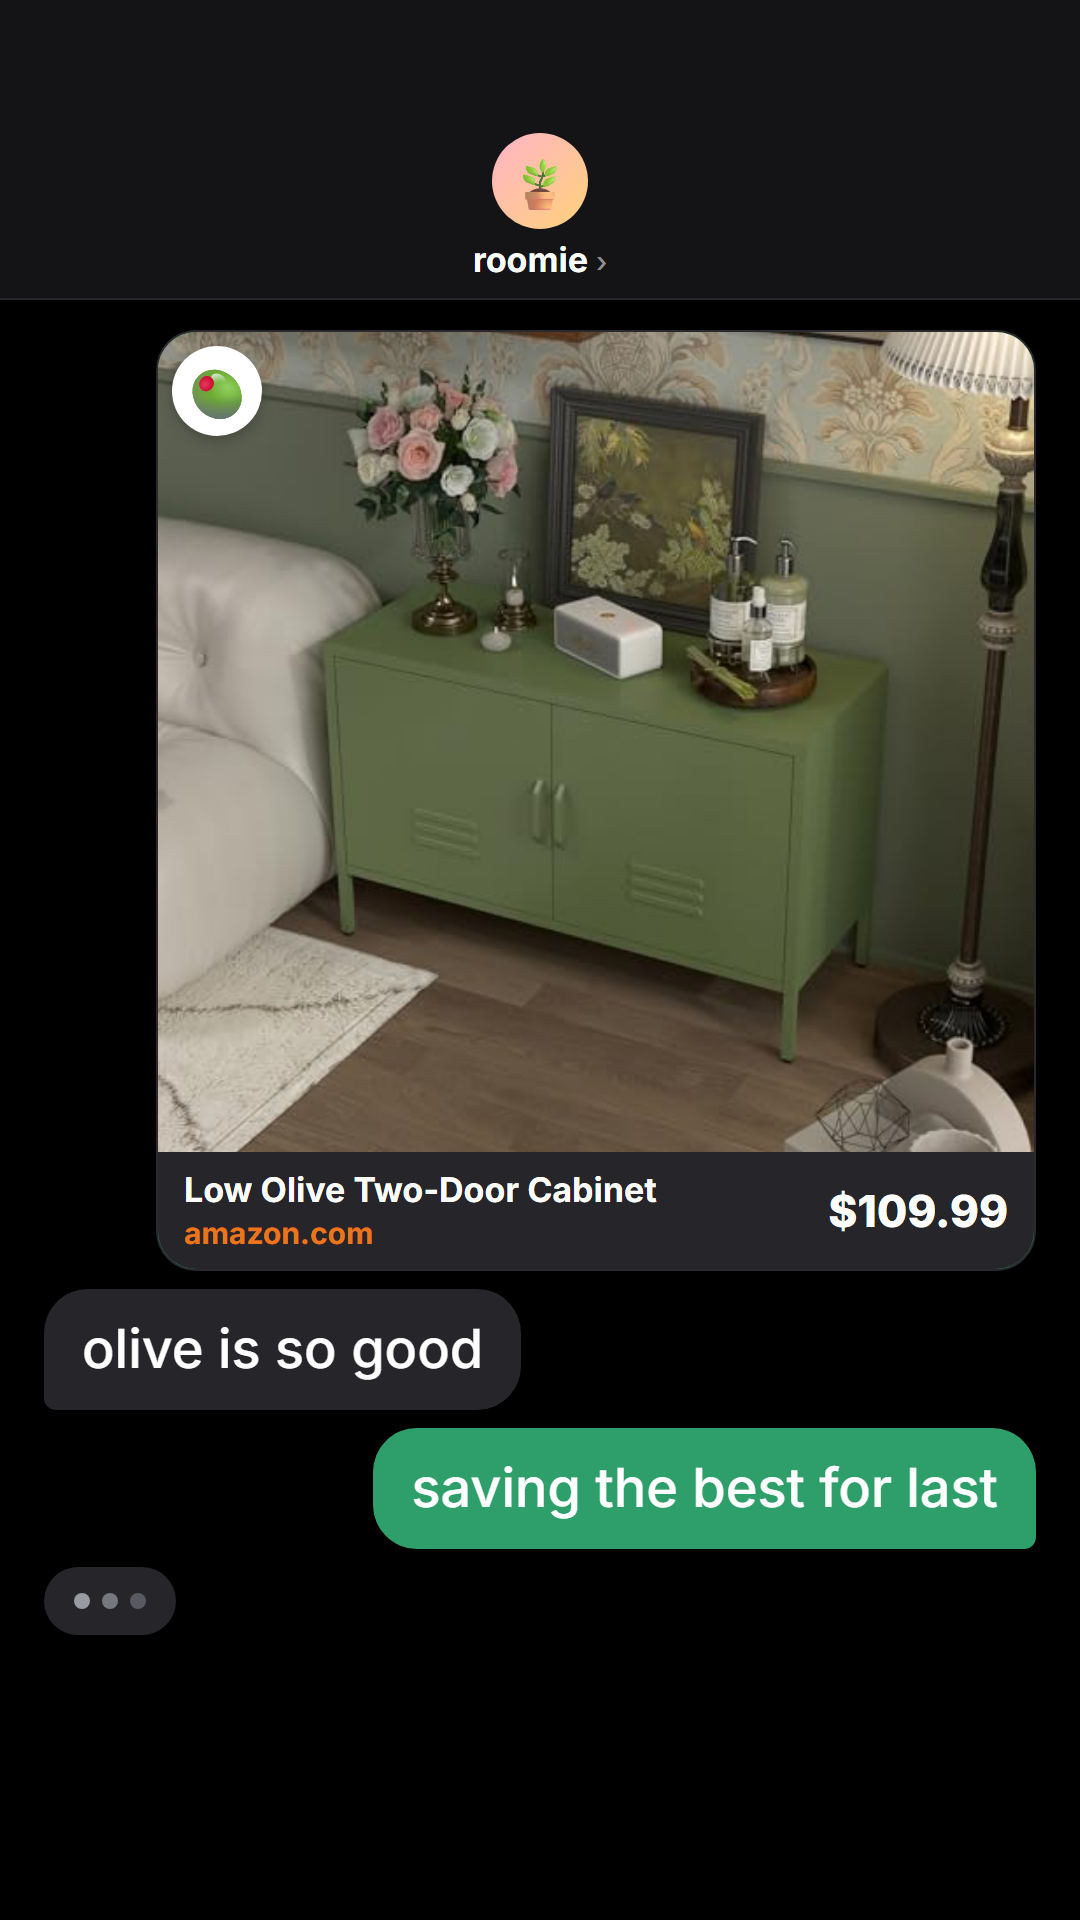 roomie ›
Low Olive Two-Door Cabinet
amazon.com
$109.99
olive is so good
saving the best for last